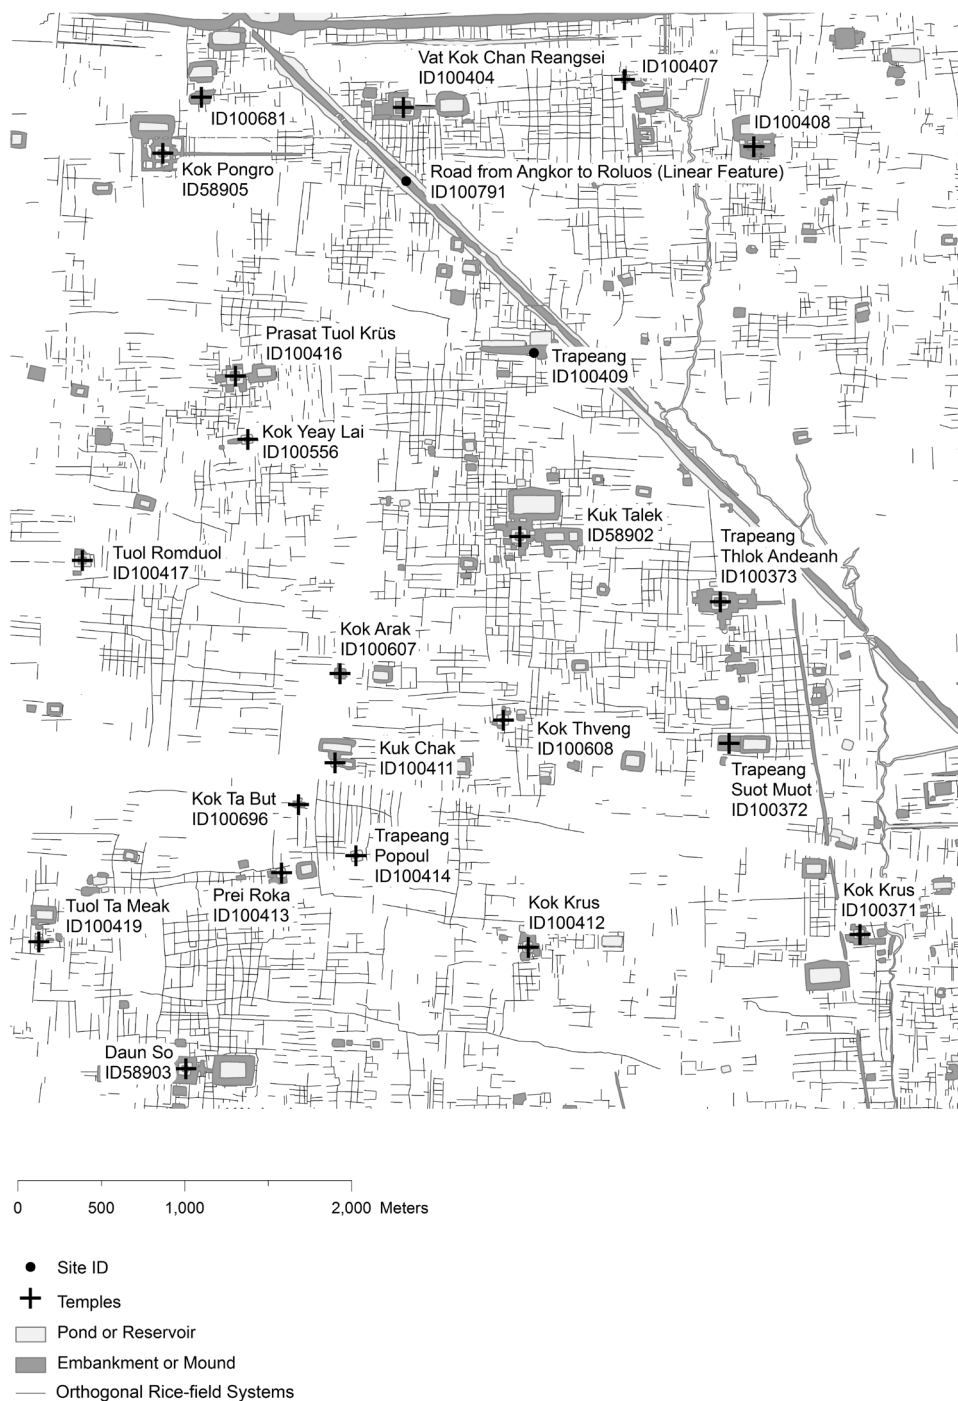 Vat Kok Chan Reangsei
ID100404
ID100407
ID100681
ID100408
Kok Pongro
ID58905
Road from Angkor to Roluos (Linear Feature)
ID100791
Prasat Tuol Krüs
ID100416
Trapeang
ID100409
Kok Yeay Lai
ID100556
Kuk Talek
ID58902
Trapeang
Thlok Andeanh
ID100373
Tuol Romduol
ID100417
Kok Arak
ID100607
Kok Thveng
ID100608
Kuk Chak
ID100411
Trapeang
Suot Muot
ID100372
Kok Ta But
ID100696
Trapeang
Popoul
ID100414
Prei Roka
ID100413
Tuol Ta Meak
ID100419
Kok Krus
ID100412
Kok Krus
ID100371
Daun So
ID58903
0 500 1,000 2,000 Meters
Site ID
Temples
Pond or Reservoir
Embankment or Mound
Orthogonal Rice-field Systems